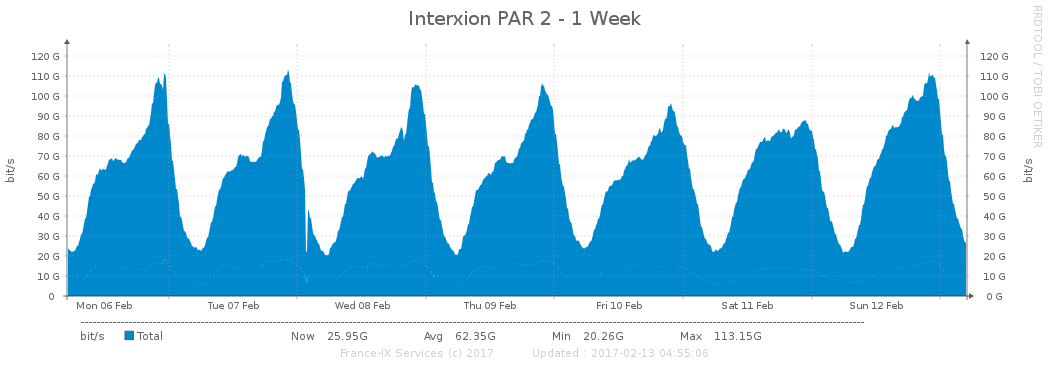 Interxion PAR 2 - 1 Week
RRDTOOL / TOBI OETIKER
bit/s
120 G 120 G
110 G 110 G
100 G 100 G
90 G 90 G
80 G 80 G
70 G 70 G
60 G 60 G
50 G 50 G
40 G 40 G
30 G 30 G
20 G 20 G
10 G 10 G
0 0 G
bit/s
Mon 06 Feb Tue 07 Feb Wed 08 Feb Thu 09 Feb Fri 10 Feb Sat 11 Feb Sun 12 Feb
bit/s Total Now 25.95G Avg 62.35G Min 20.26G Max 113.15G
France-IX Services (c) 2017 Updated : 2017-02-13 04:55:06